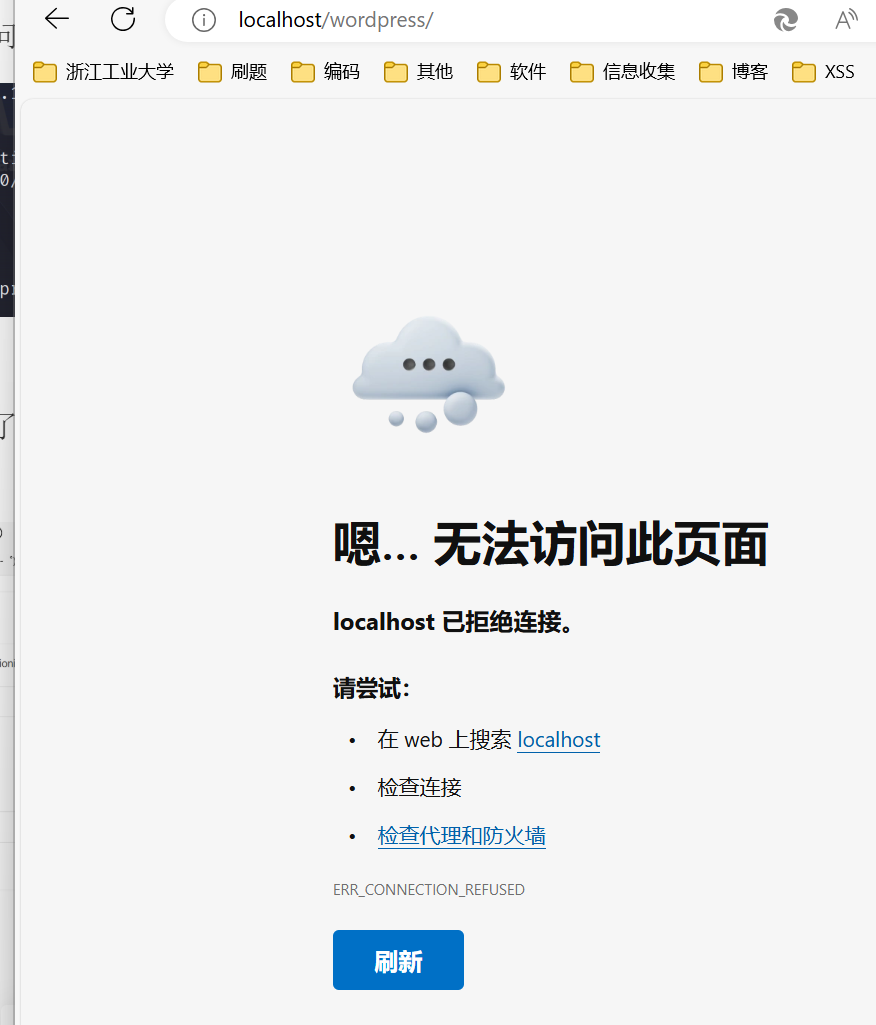 localhost/wordpress/
浙江工业大学 刷题 编码 其他 软件 信息收集 博客 XSS
嗯… 无法访问此页面
localhost 已拒绝连接。
请尝试：
• 在 web 上搜索 localhost
• 检查连接
• 检查代理和防火墙
ERR_CONNECTION_REFUSED
刷新